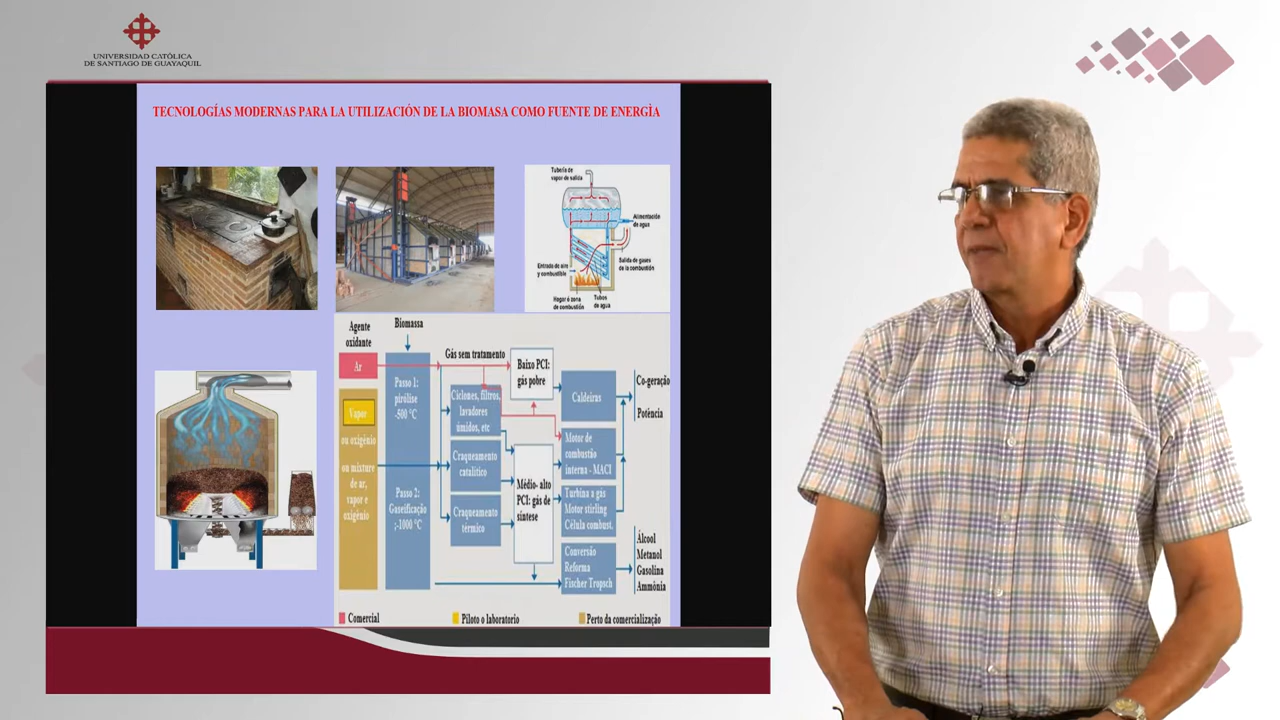 UNIVERSIDAD CATÓLICA
DE SANTIAGO DE GUAYAQUIL
TECNOLOGÍAS MODERNAS PARA LA UTILIZACIÓN DE LA BIOMASA COMO FUENTE DE ENERGÌA
Tubería de
vapor de salida
Alimentación
de agua
Entrada de aire
y combustible
Salida de gases
de la combustión
Hogar ó zona
de combustión
Tubos
de agua
Agente
oxidante
Biomassa
Ar
Vapor
ou oxigênio
ou mixture
de ar,
vapor e
oxigênio
Passo 1:
pirólise
-500 °C
Passo 2:
Gaseificação
;-1000 °C
Gás sem tratamento
Ciclones, filtros,
lavadores
úmidos, etc
Craqueamento
catalítico
Craqueamento
térmico
Baixo PCI:
gás pobre
Médio- alto
PCI: gás de
síntese
Caldeiras
Motor de
combustão
interna - MACI
Turbina a gás
Motor stirling
Célula combust.
Conversão
Reforma
Fischer Tropsch
Co-geração
Potência
Álcool
Metanol
Gasolina
Ammônia
Comercial
Piloto o laboratorio
Perto da comercialização